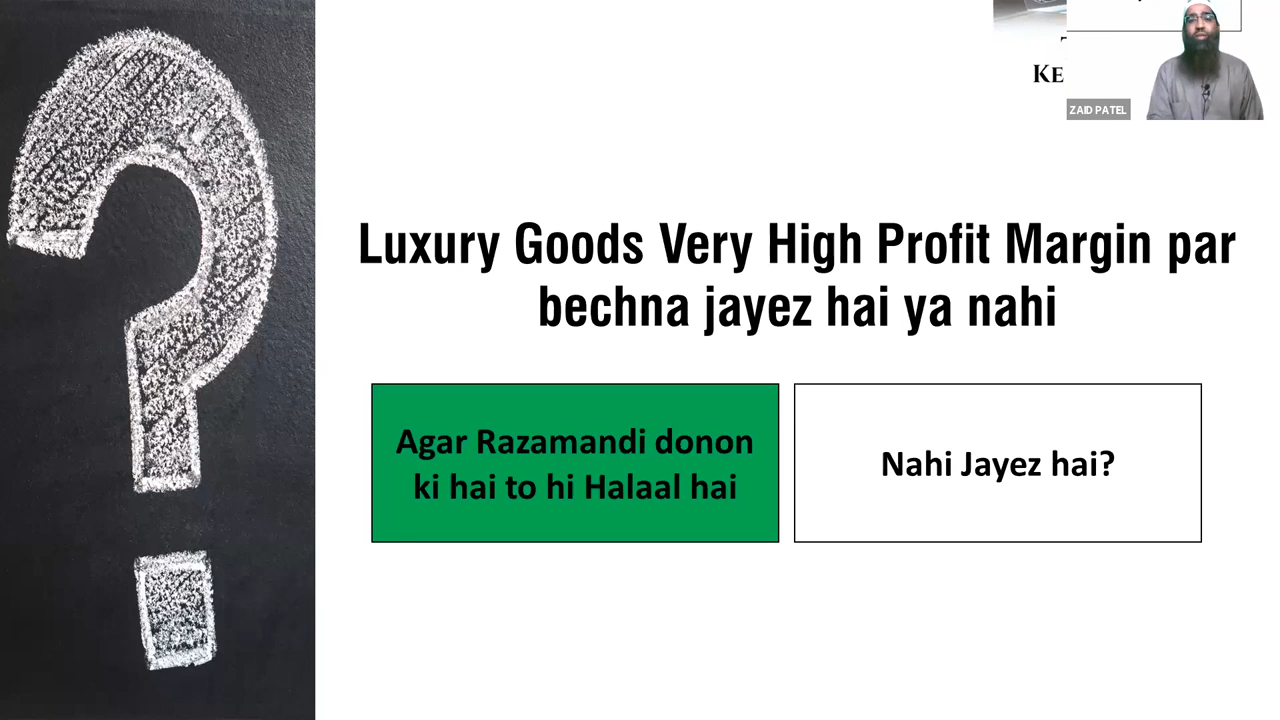 KE
ZAID PATEL
Luxury Goods Very High Profit Margin par
bechna jayez hai ya nahi
Agar Razamandi donon
ki hai to hi Halaal hai
Nahi Jayez hai?